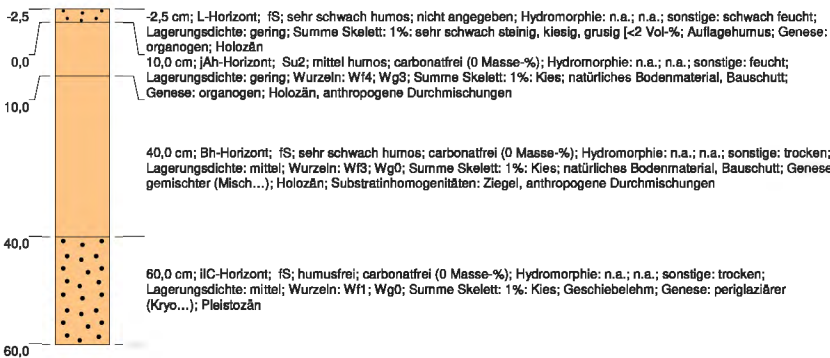 -2,5
-2,5 cm; L-Horizont; fS; sehr schwach humos; nicht angegeben; Hydromorphie: n.a.; n.a.; sonstige: schwach feucht;
Lagerungsdichte: gering; Summe Skelett: 1%: sehr schwach steinig, kiesig, grusig [<2 Vol-%; Auflagehumus; Genese:
organogen; Holozän
0,0
10,0 cm; jAh-Horizont; Su2; mittel humos; carbonatfrei (0 Masse-%); Hydromorphie: n.a.; n.a.; sonstige: feucht;
Lagerungsdichte: gering; Wurzeln: Wf4; Wg3; Summe Skelett: 1%: Kies; natürliches Bodenmaterial, Bauschutt;
Genese: organogen; Holozän, anthropogene Durchmischungen
10,0
40,0 cm; Bh-Horizont; fS; sehr schwach humos; carbonatfrei (0 Masse-%); Hydromorphie: n.a.; n.a.; sonstige: trocken;
Lagerungsdichte: mittel; Wurzeln: Wf3; Wg0; Summe Skelett: 1%: Kies; natürliches Bodenmaterial, Bauschutt; Genese
gemischter (Misch...); Holozän; Substratinhomogenitäten: Ziegel, anthropogene Durchmischungen
40,0
60,0 cm; ilC-Horizont; fS; humusfrei; carbonatfrei (0 Masse-%); Hydromorphie: n.a.; n.a.; sonstige: trocken;
Lagerungsdichte: mittel; Wurzeln: Wf1; Wg0; Summe Skelett: 1%: Kies; Geschiebelehm; Genese: periglaziärer
(Kryo...); Pleistozän
60,0